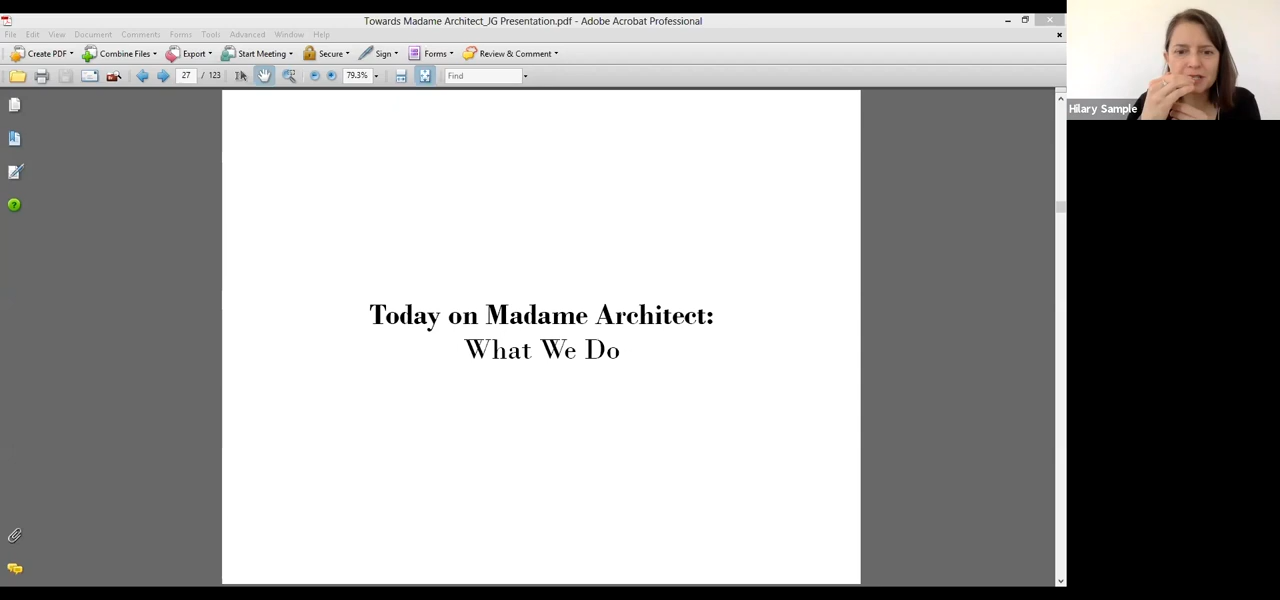 Towards Madame Architect_JG Presentation.pdf - Adobe Acrobat Professional
File Edit View Document Comments Forms Tools Advanced Window Help
Create PDF Combine Files Export Start Meeting Secure Sign Forms Review & Comment
27 / 123 79.3% Find
Hilary Sample
Today on Madame Architect:
What We Do